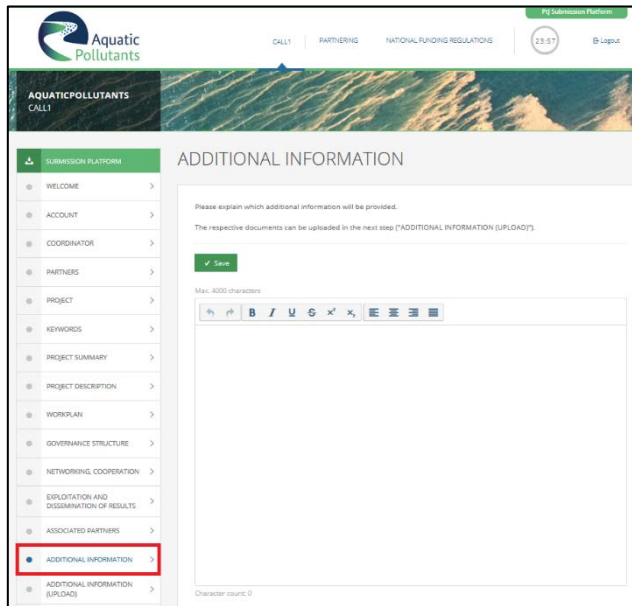 PtJ Submission Platform
Aquatic
Pollutants
CALL1
PARTNERING
NATIONAL FUNDING REGULATIONS
23:57
Logout
AQUATICPOLLUTANTS
CALL1
SUBMISSION PLATFORM
WELCOME
ACCOUNT
COORDINATOR
PARTNERS
PROJECT
KEYWORDS
PROJECT SUMMARY
PROJECT DESCRIPTION
WORKPLAN
GOVERNANCE STRUCTURE
NETWORKING, COOPERATION
EXPLOITATION AND
DISSEMINATION OF RESULTS
ASSOCIATED PARTNERS
ADDITIONAL INFORMATION
ADDITIONAL INFORMATION
(UPLOAD)
ADDITIONAL INFORMATION
Please explain which additional information will be provided.
The respective documents can be uploaded in the next step ("ADDITIONAL INFORMATION (UPLOAD)").
Save
Max. 4000 characters
B I U S x² x,
Character count: 0